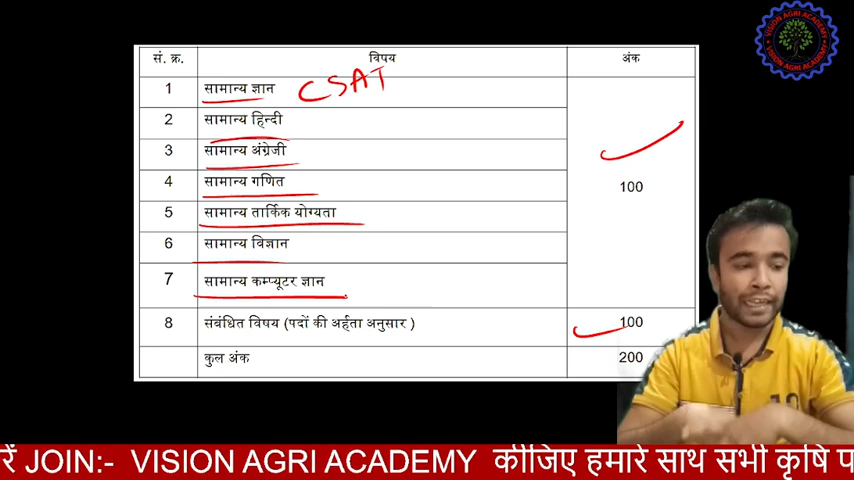 VISION AGRI ACADEMY
VISION AGRI ACADEMY
सं. क्र. विषय अंक
1 सामान्य ज्ञान CSAT
2 सामान्य हिन्दी
3 सामान्य अंग्रेजी
4 सामान्य गणित 100
5 सामान्य तार्किक योग्यता
6 सामान्य विज्ञान
7 सामान्य कम्प्यूटर ज्ञान
8 संबंधित विषय (पदों की अर्हता अनुसार ) 100
कुल अंक 200
रें JOIN:- VISION AGRI ACADEMY कीजिए हमारे साथ सभी कृषि प